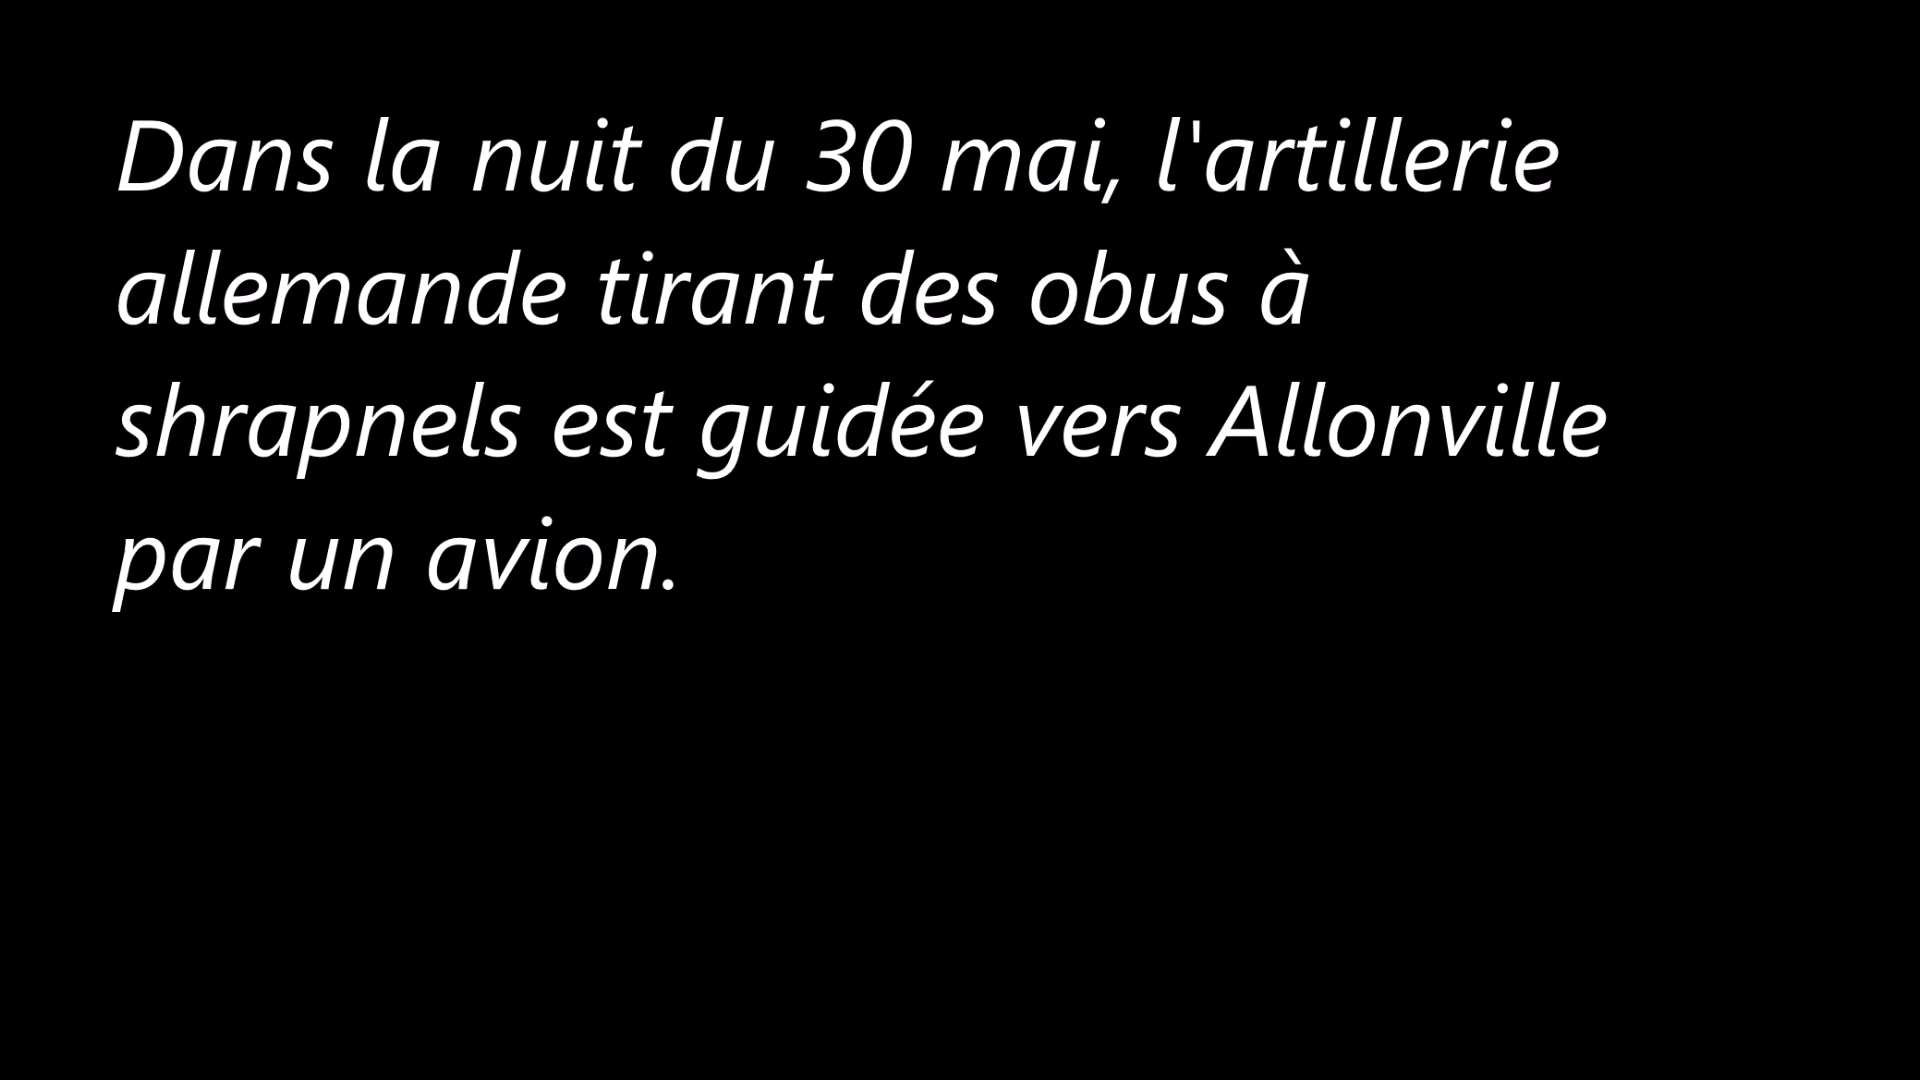 Dans la nuit du 30 mai, l'artillerie
allemande tirant des obus à
shrapnels est guidée vers Allonville
par un avion.